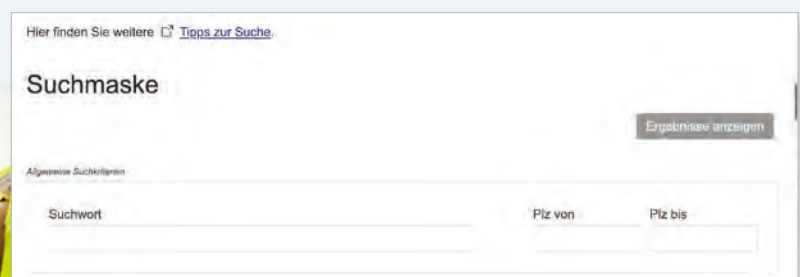 Hier finden Sie weitere Tipps zur Suche.
Suchmaske
Ergebnisse anzeigen
Allgemeine Suchkriterien
Suchwort Plz von Plz bis